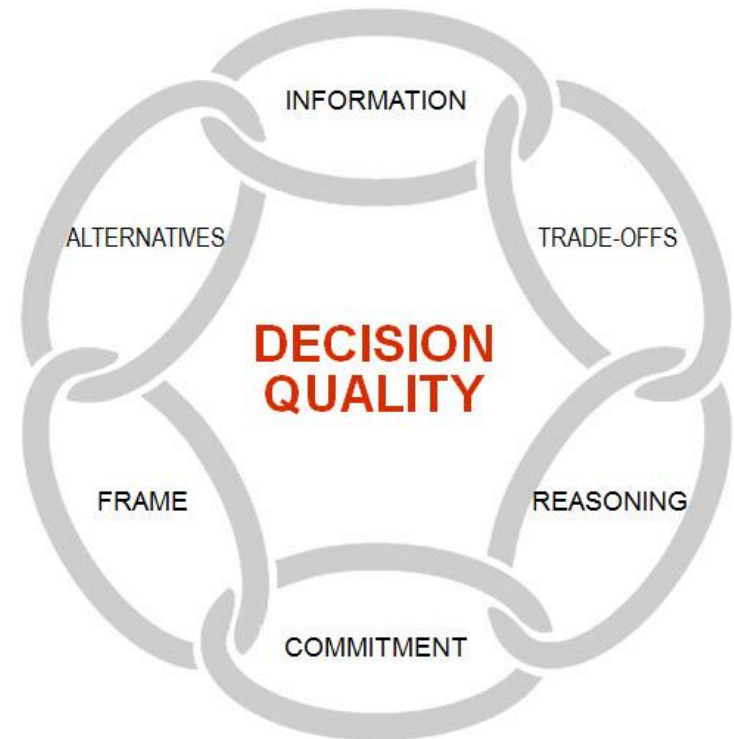 INFORMATION
ALTERNATIVES
TRADE-OFFS
DECISION
QUALITY
FRAME
REASONING
COMMITMENT